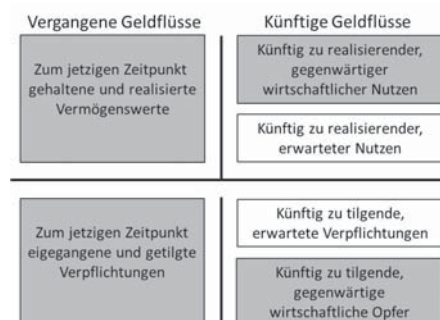 Vergangene Geldflüsse
Künftige Geldflüsse
Zum jetzigen Zeitpunkt
gehaltene und realisierte
Vermögenswerte
Künftig zu realisierender,
gegenwärtiger
wirtschaftlicher Nutzen
Künftig zu realisierender,
erwarteter Nutzen
Zum jetzigen Zeitpunkt
eigegangene und getilgte
Verpflichtungen
Künftig zu tilgende,
erwartete Verpflichtungen
Künftig zu tilgende,
gegenwärtige
wirtschaftliche Opfer